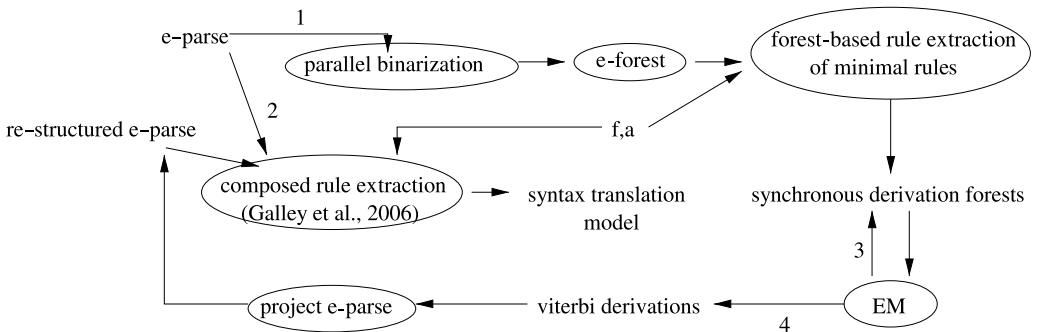 1
e-parse
parallel binarization
e-forest
forest-based rule extraction
of minimal rules
2
re-structured e-parse
f,a
composed rule extraction
(Galley et al., 2006)
syntax translation
model
synchronous derivation forests
3
project e-parse
viterbi derivations
4
EM